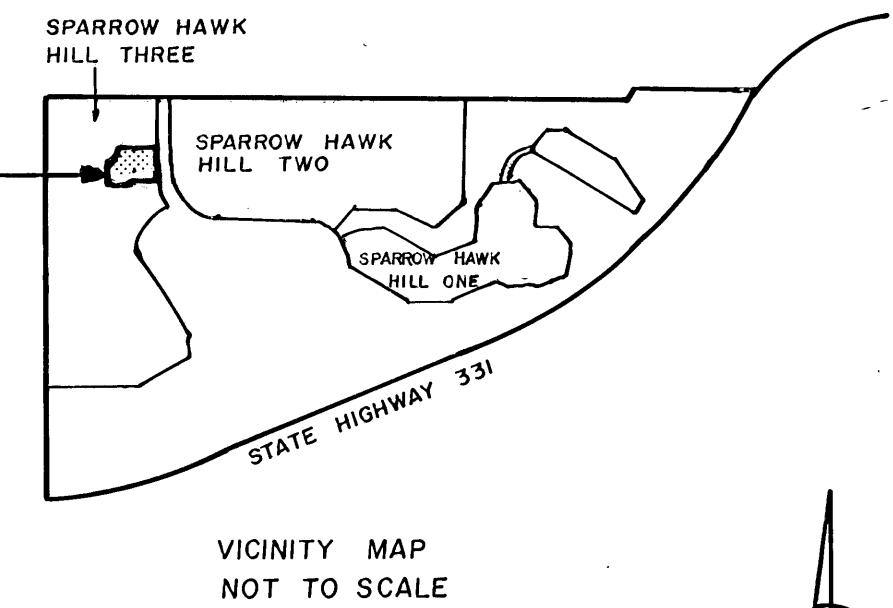 SPARROW HAWK
HILL THREE
SPARROW HAWK
HILL TWO
SPARROW HAWK
HILL ONE
STATE HIGHWAY 331
VICINITY MAP
NOT TO SCALE